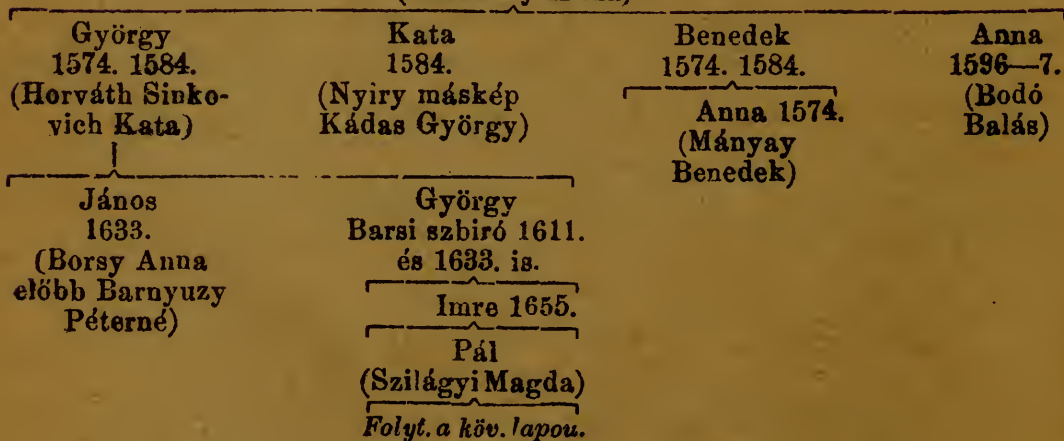 György
1574. 1584.
(Horváth Sinko-
vich Kata)
Kata
1584.
(Nyiry máskép
Kádas György)
Benedek
1574. 1584.
Anna 1574.
(Mányay
Benedek)
Anna
1596—7.
(Bodó
Balás)
János
1633.
(Borsy Anna
előbb Barnyuzy
Péterné)
György
Barsi szbiró 1611.
és 1633. is.
Imre 1655.
Pál
(Szilágyi Magda)
Folyt. a köv. lapou.